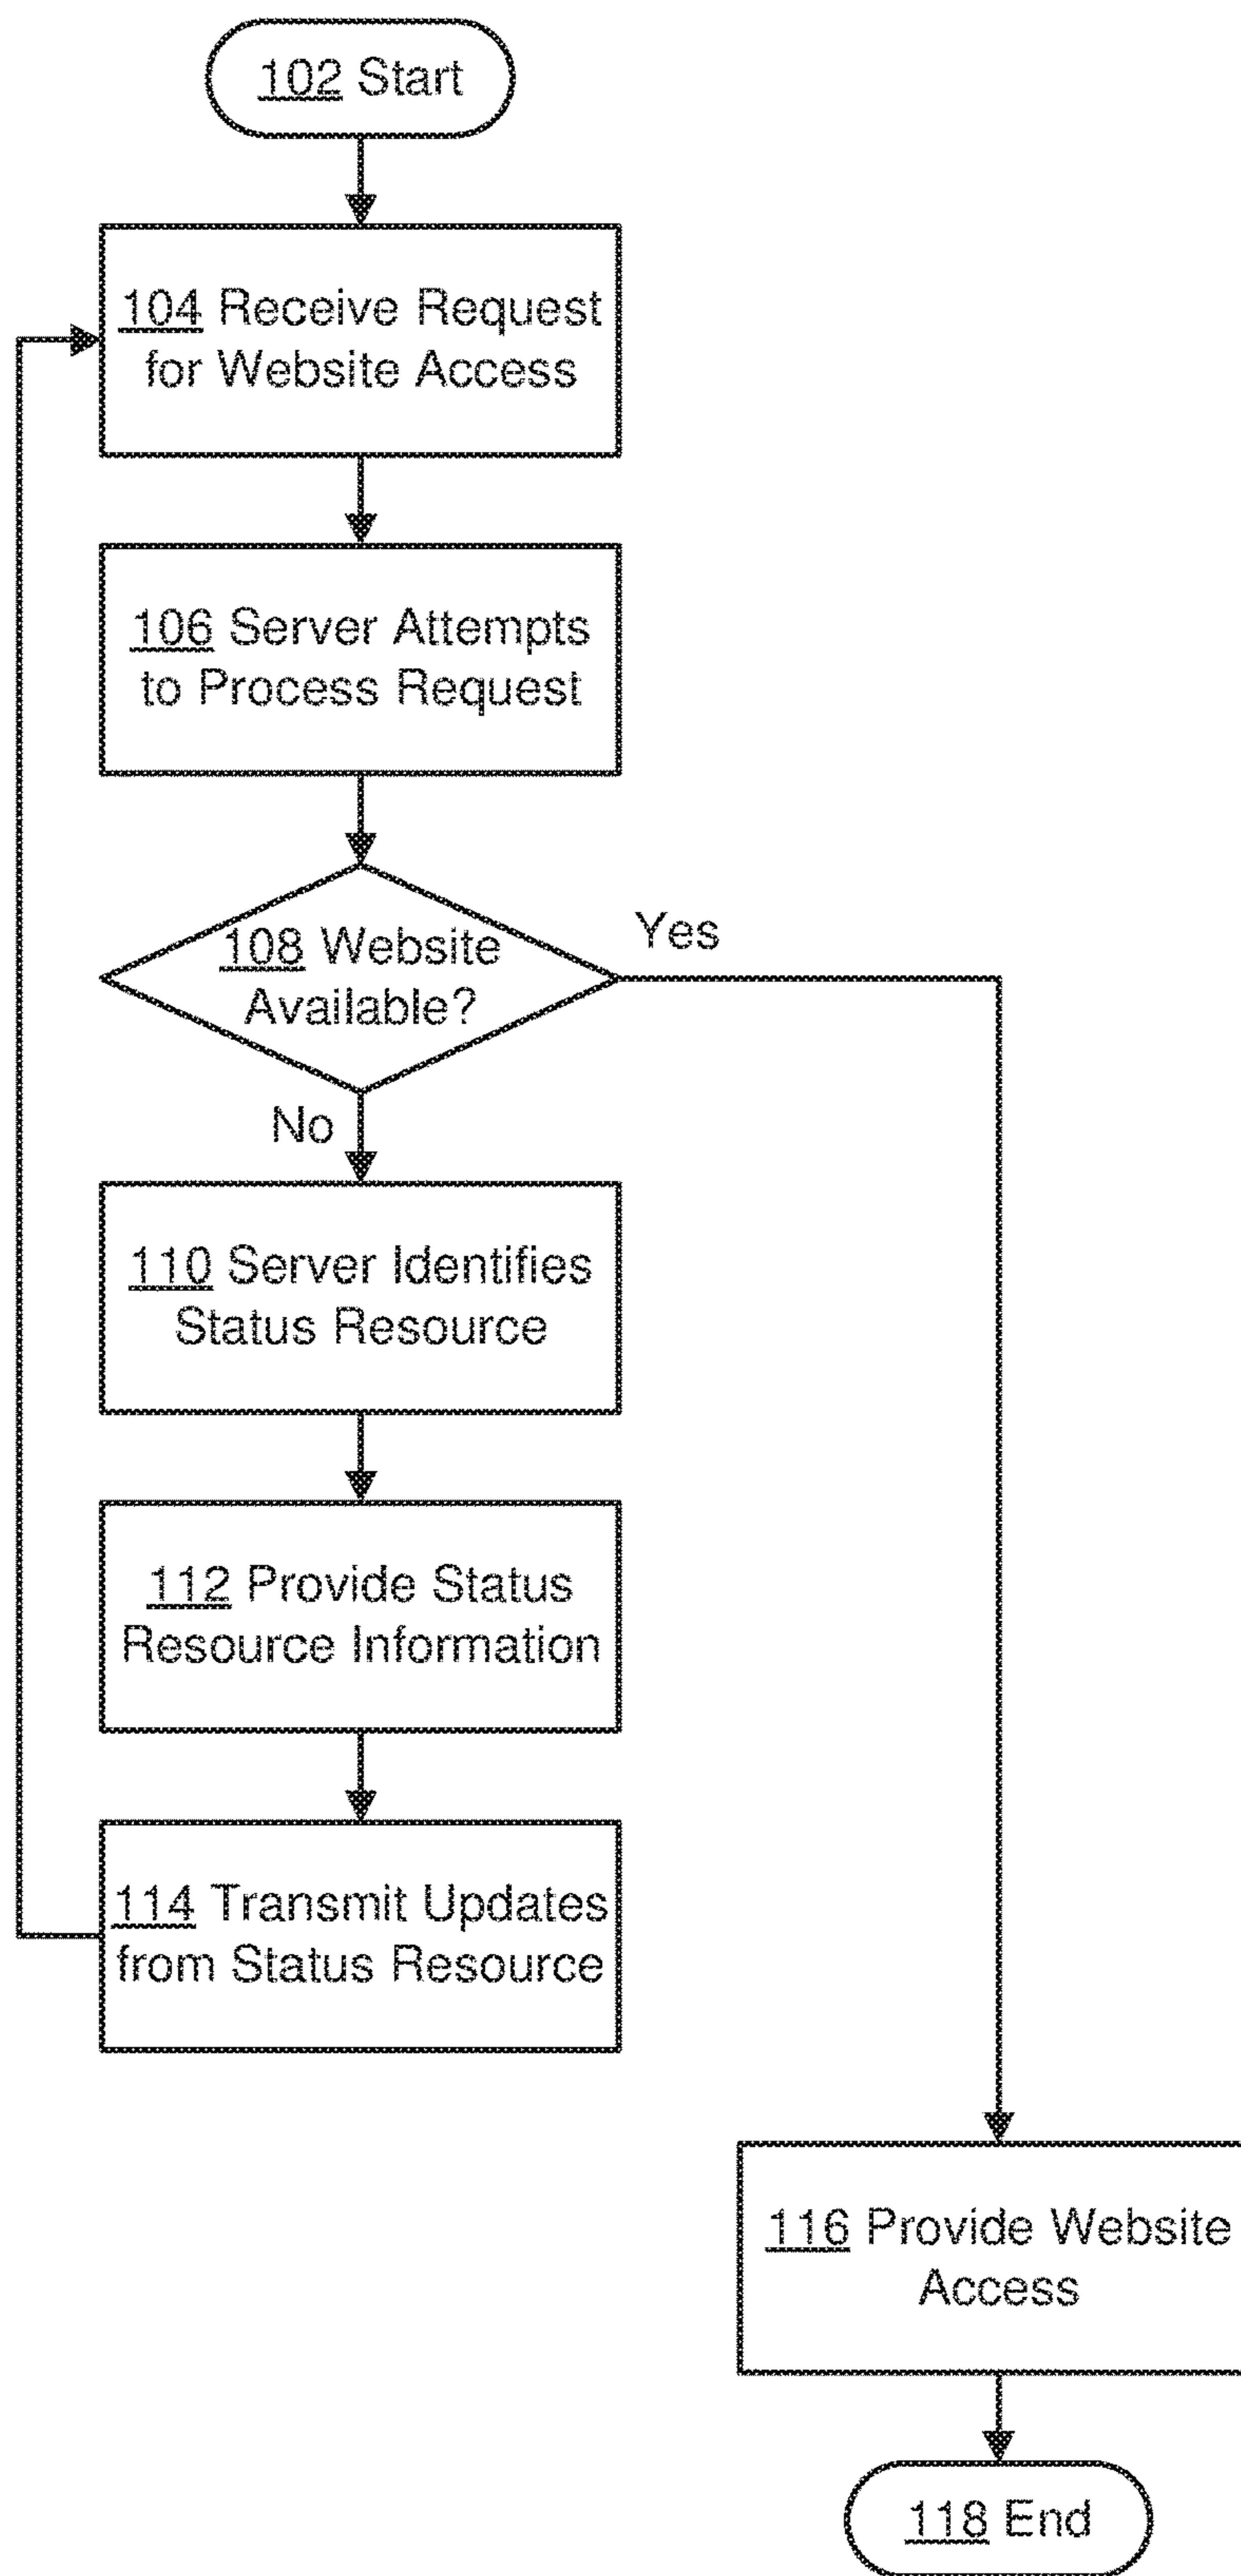 102 Start
104 Receive Request
for Website Access
106 Server Attempts
to Process Request
108 Website
Available?
Yes
No
110 Server Identifies
Status Resource
112 Provide Status
Resource Information
114 Transmit Updates
from Status Resource
116 Provide Website
Access
118 End